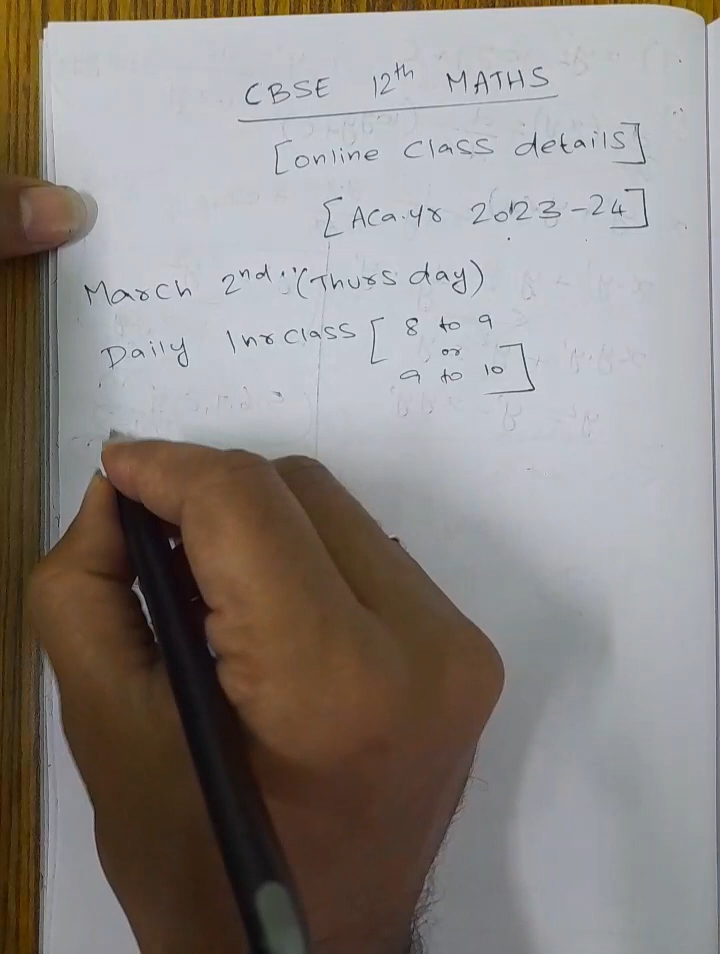 CBSE 12th MATHS
[online Class details]
[Aca.yr 2023-24]
March 2nd. (Thursday)
Daily 1hr class [ 8 to 9
or
9 to 10 ]